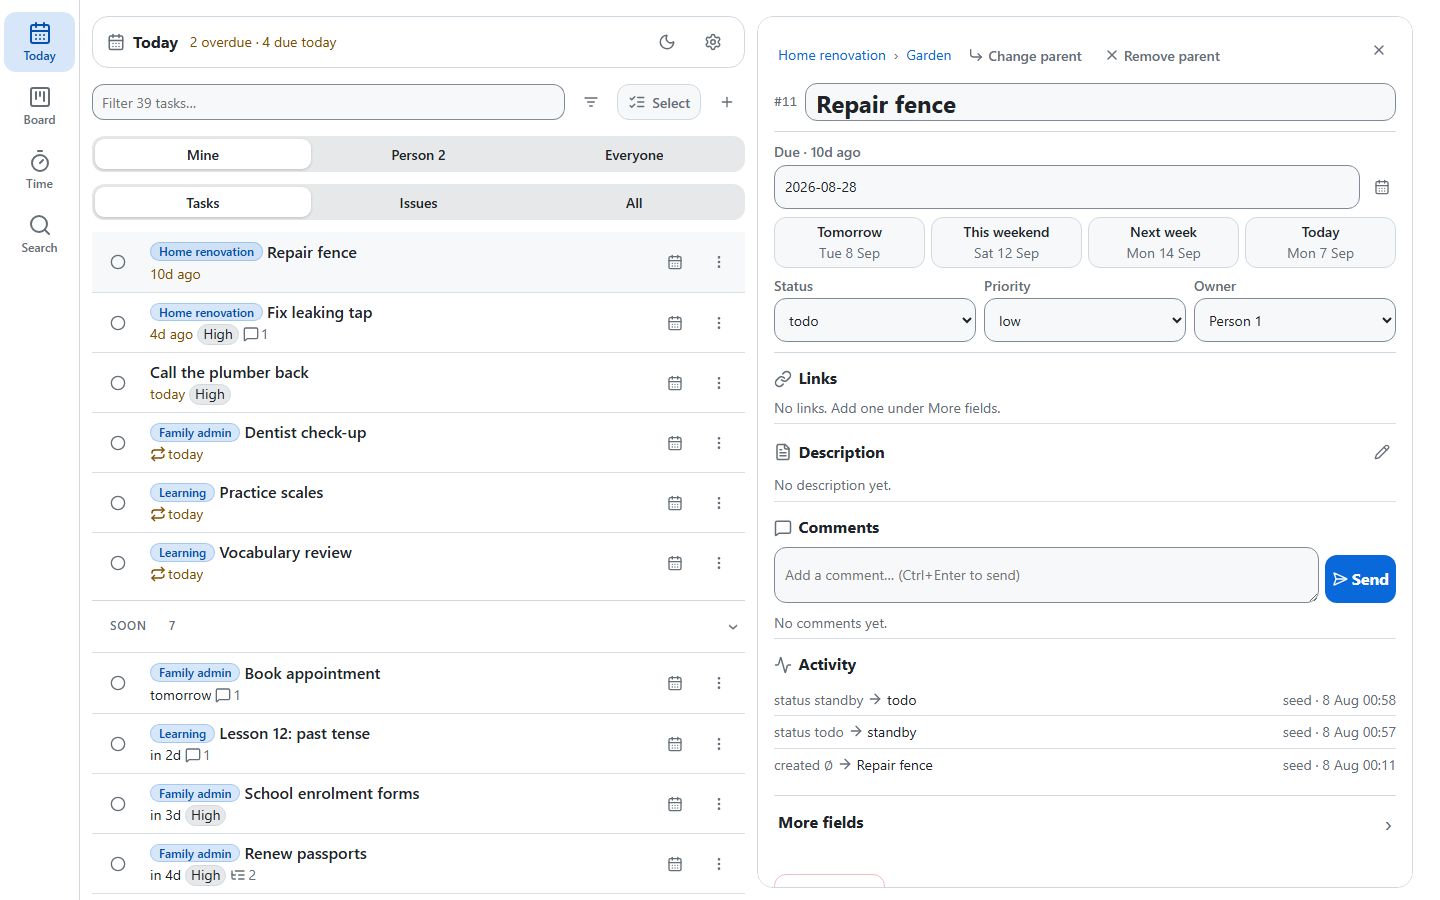 Today
Board
Time
Search
Today 2 overdue · 4 due today
Filter 39 tasks...
Select
Mine Person 2 Everyone
Tasks Issues All
Home renovation Repair fence
10d ago
Home renovation Fix leaking tap
4d ago High 1
Call the plumber back
today High
Family admin Dentist check-up
today
Learning Practice scales
today
Learning Vocabulary review
today
SOON 7
Family admin Book appointment
tomorrow 1
Learning Lesson 12: past tense
in 2d 1
Family admin School enrolment forms
in 3d High
Family admin Renew passports
in 4d High 2
Home renovation › Garden Change parent Remove parent
#11 Repair fence
Due · 10d ago
2026-08-28
Tomorrow This weekend Next week Today
Tue 8 Sep Sat 12 Sep Mon 14 Sep Mon 7 Sep
Status Priority Owner
todo low Person 1
Links
No links. Add one under More fields.
Description
No description yet.
Comments
Add a comment... (Ctrl+Enter to send)
Send
No comments yet.
Activity
status standby → todo seed · 8 Aug 00:58
status todo → standby seed · 8 Aug 00:57
created ∅ → Repair fence seed · 8 Aug 00:11
More fields